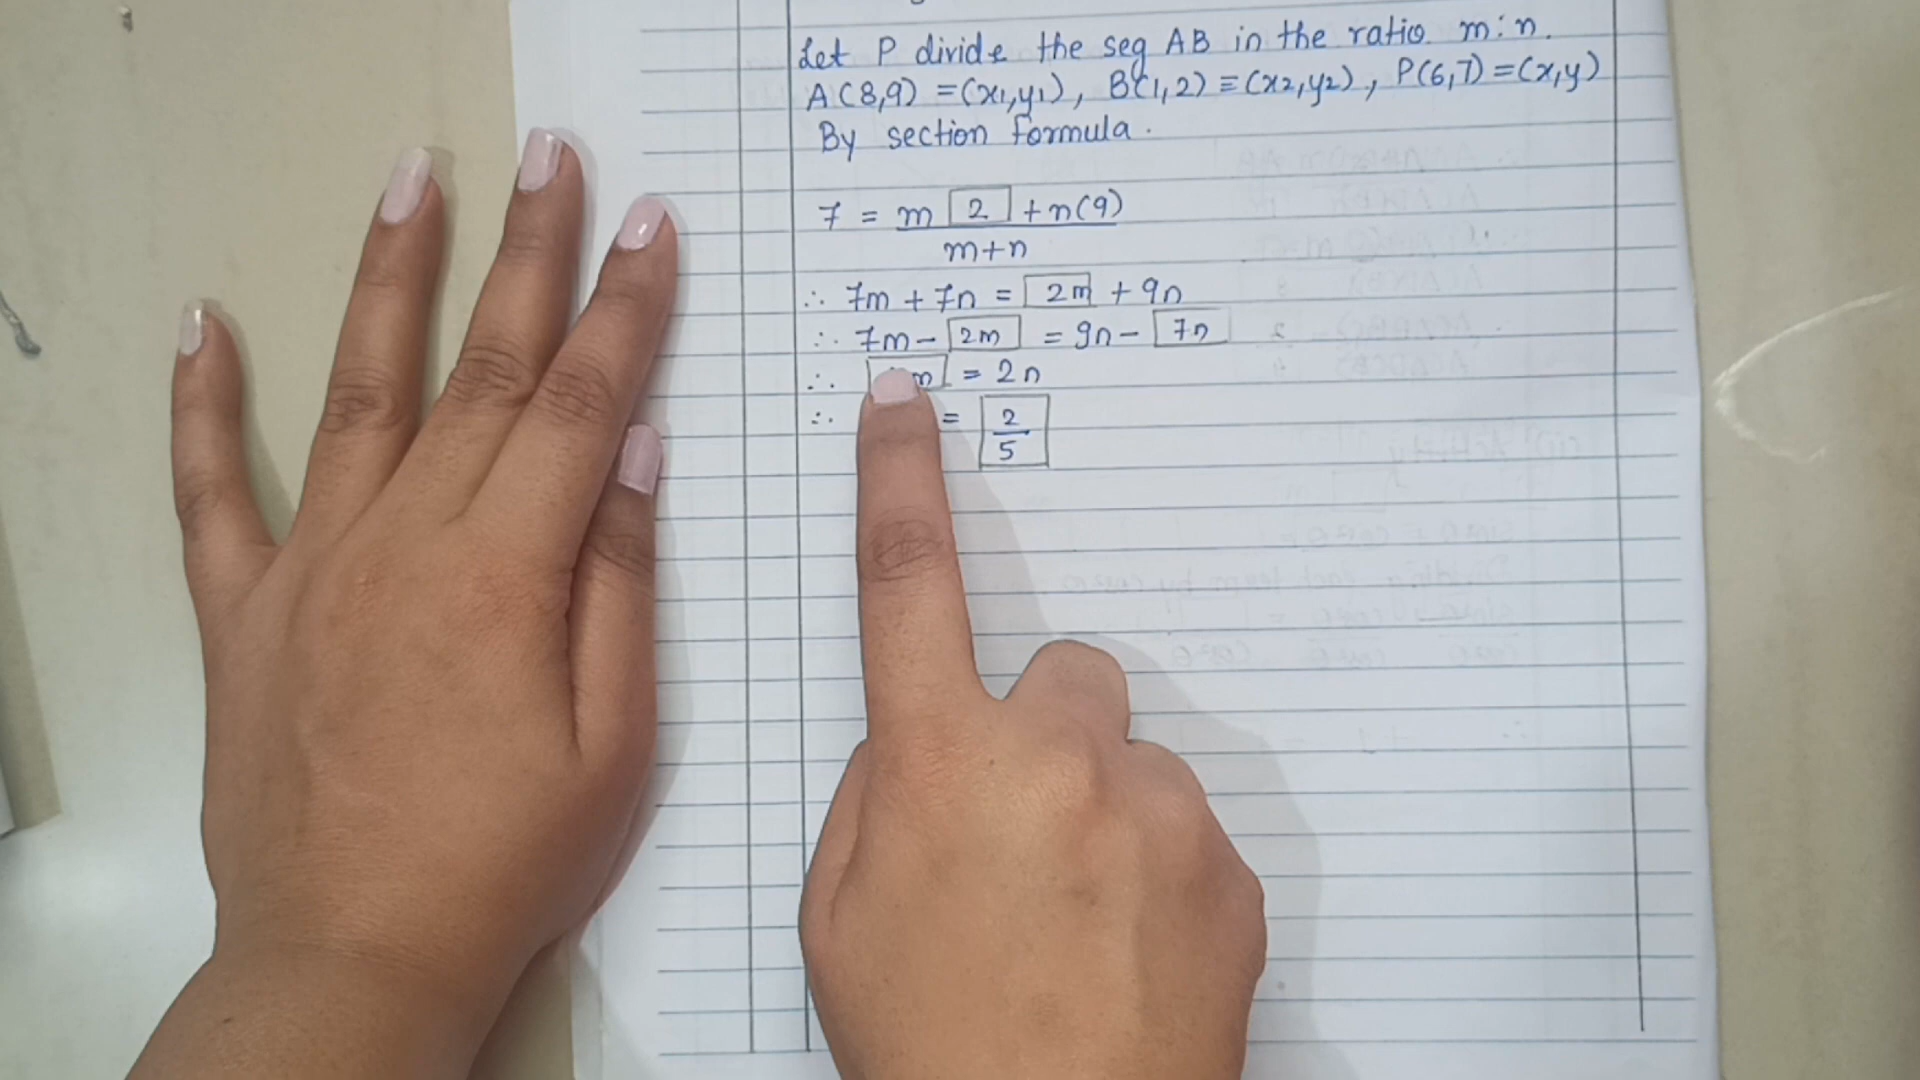 Let P divide the seg AB in the ratio m:n.
A(8,9) = (x1,y1), B(1,2) = (x2,y2), P(6,7) = (x,y)
By section formula.
7 = m 2 + n(9)
m+n
∴ 7m + 7n = 2m + 9n
∴ 7m - 2m = 9n - 7n
∴ m = 2n
∴ = 2
5